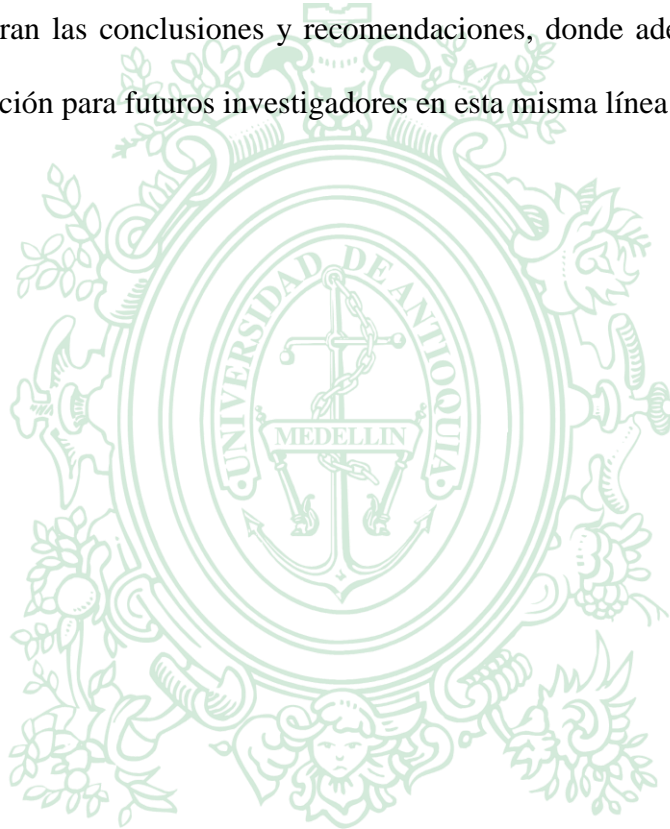 ran las conclusiones y recomendaciones, donde ad
ción para futuros investigadores en esta misma línea
UNIVERSIDAD DE ANTIOQUIA
MEDELLIN